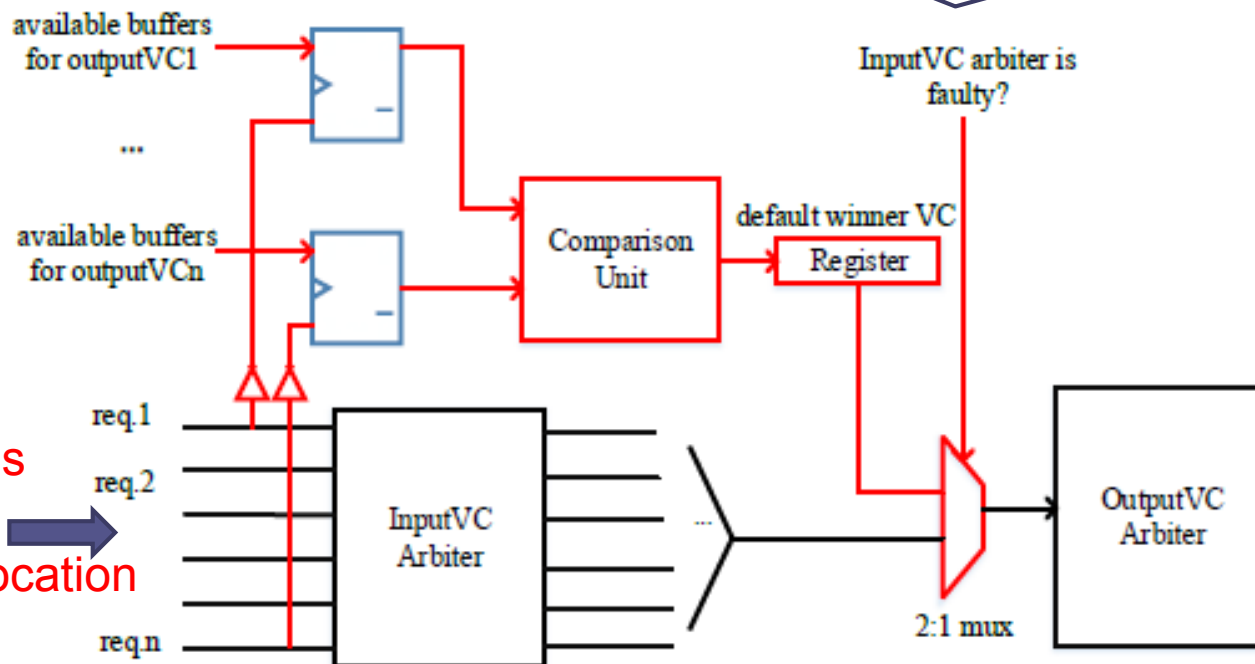 available buffers
for outputVC1
...
available buffers
for outputVCn
InputVC arbiter is
faulty?
Comparison
Unit
default winner VC
Register
req.1
req.2
req.n
InputVC
Arbiter
...
2:1 mux
OutputVC
Arbiter